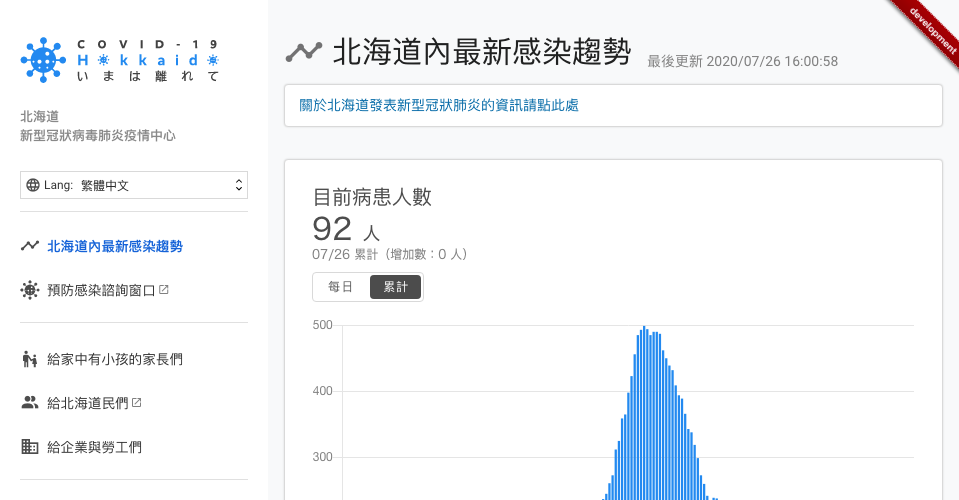 COVID-19
Hokkaido
いまは離れて
北海道
新型冠狀病毒肺炎疫情中心
Lang: 繁體中文
北海道內最新感染趨勢
預防感染諮詢窗口
給家中有小孩的家長們
給北海道民們
給企業與勞工們
development
北海道內最新感染趨勢
最後更新 2020/07/26 16:00:58
關於北海道發表新型冠狀肺炎的資訊請點此處
目前病患人數
92 人
07/26 累計（增加數：0 人）
每日 累計
500
400
300